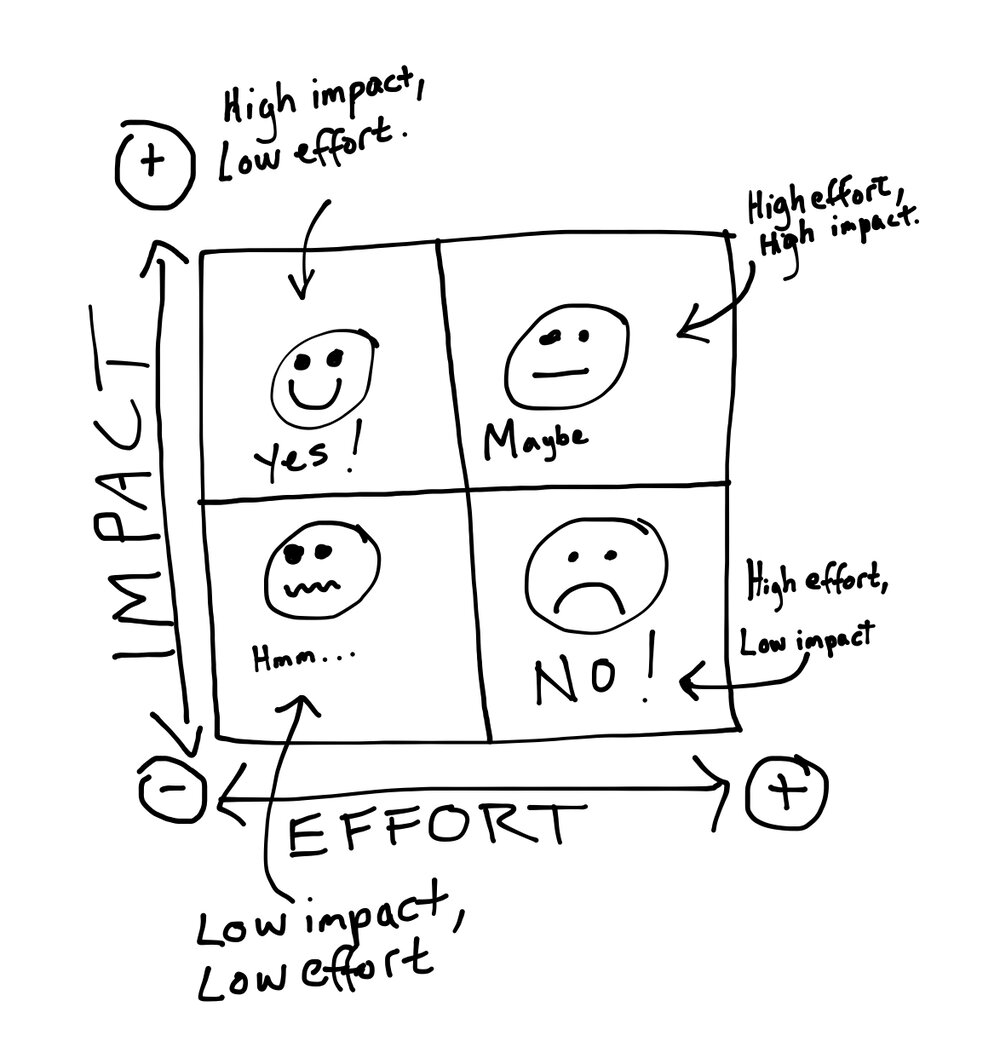 High impact,
Low effort.
+
High effort,
High impact.
IMPACT
Yes!
Maybe
Hmm...
NO!
High effort,
Low impact
-
+
EFFORT
Low impact,
Low effort